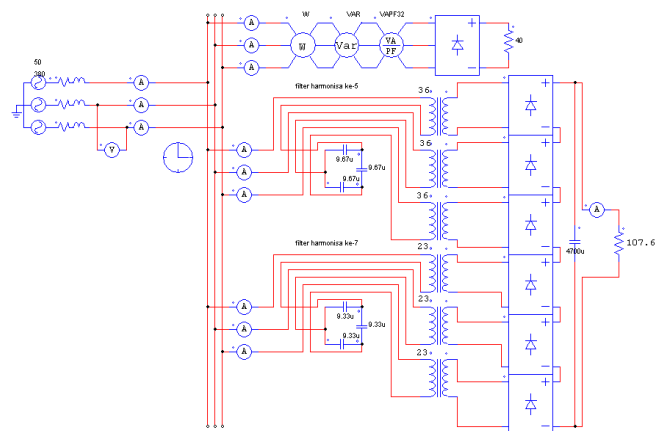 W VAR VAPF32
A
A W Var VA PF 40
A
50
380
A
A
V A
filter harmonisa ke-5
36
A
9.67u
A 9.67u
9.67u
A
36
36
A
4700u 107.6
filter harmonisa ke-7
23
A
9.33u
A 9.33u
9.33u
A
23
23